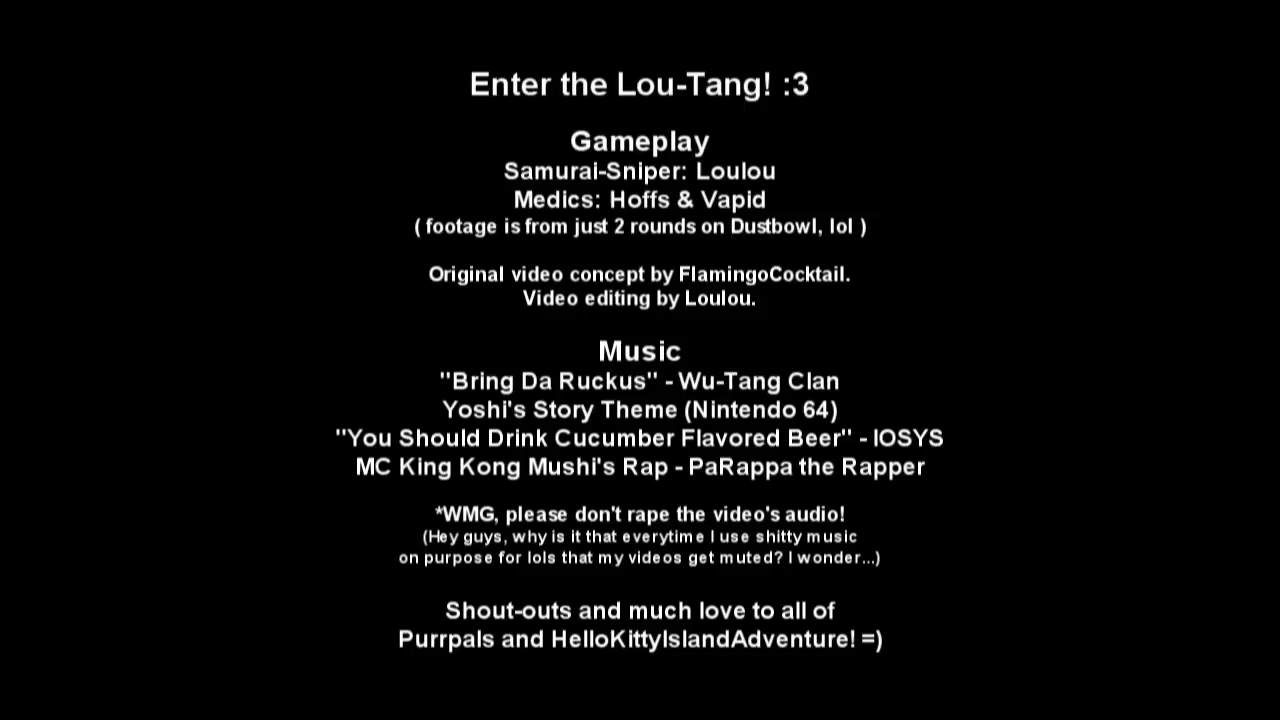 Enter the Lou-Tang! :3
Gameplay
Samurai-Sniper: Loulou
Medics: Hoffs & Vapid
( footage is from just 2 rounds on Dustbowl, lol )
Original video concept by FlamingoCocktail.
Video editing by Loulou.
Music
"Bring Da Ruckus" - Wu-Tang Clan
Yoshi's Story Theme (Nintendo 64)
"You Should Drink Cucumber Flavored Beer" - IOSYS
MC King Kong Mushi's Rap - PaRappa the Rapper
*WMG, please don't rape the video's audio!
(Hey guys, why is it that everytime I use shitty music
on purpose for lols that my videos get muted? I wonder...)
Shout-outs and much love to all of
Purrpals and HelloKittyIslandAdventure! =)